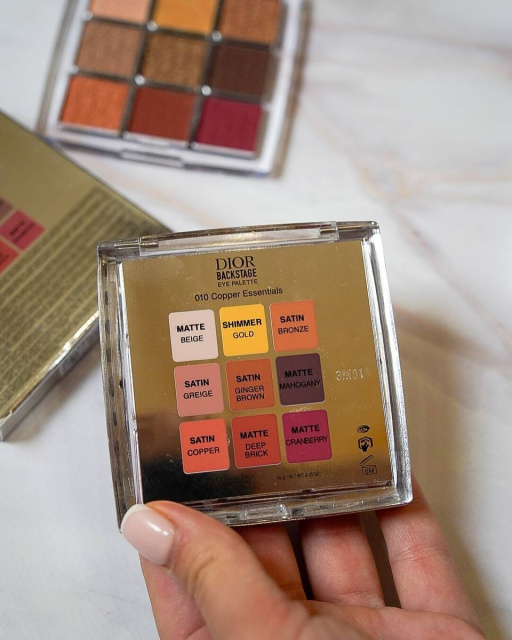 DIOR
BACKSTAGE
EYE PALETTE
010 Copper Essentials
MATTE
BEIGE
SHIMMER
GOLD
SATIN
BRONZE
SATIN
GREIGE
SATIN
GINGER
BROWN
MATTE
MAHOGANY
SATIN
COPPER
MATTE
DEEP
BRICK
MATTE
CRANBERRY